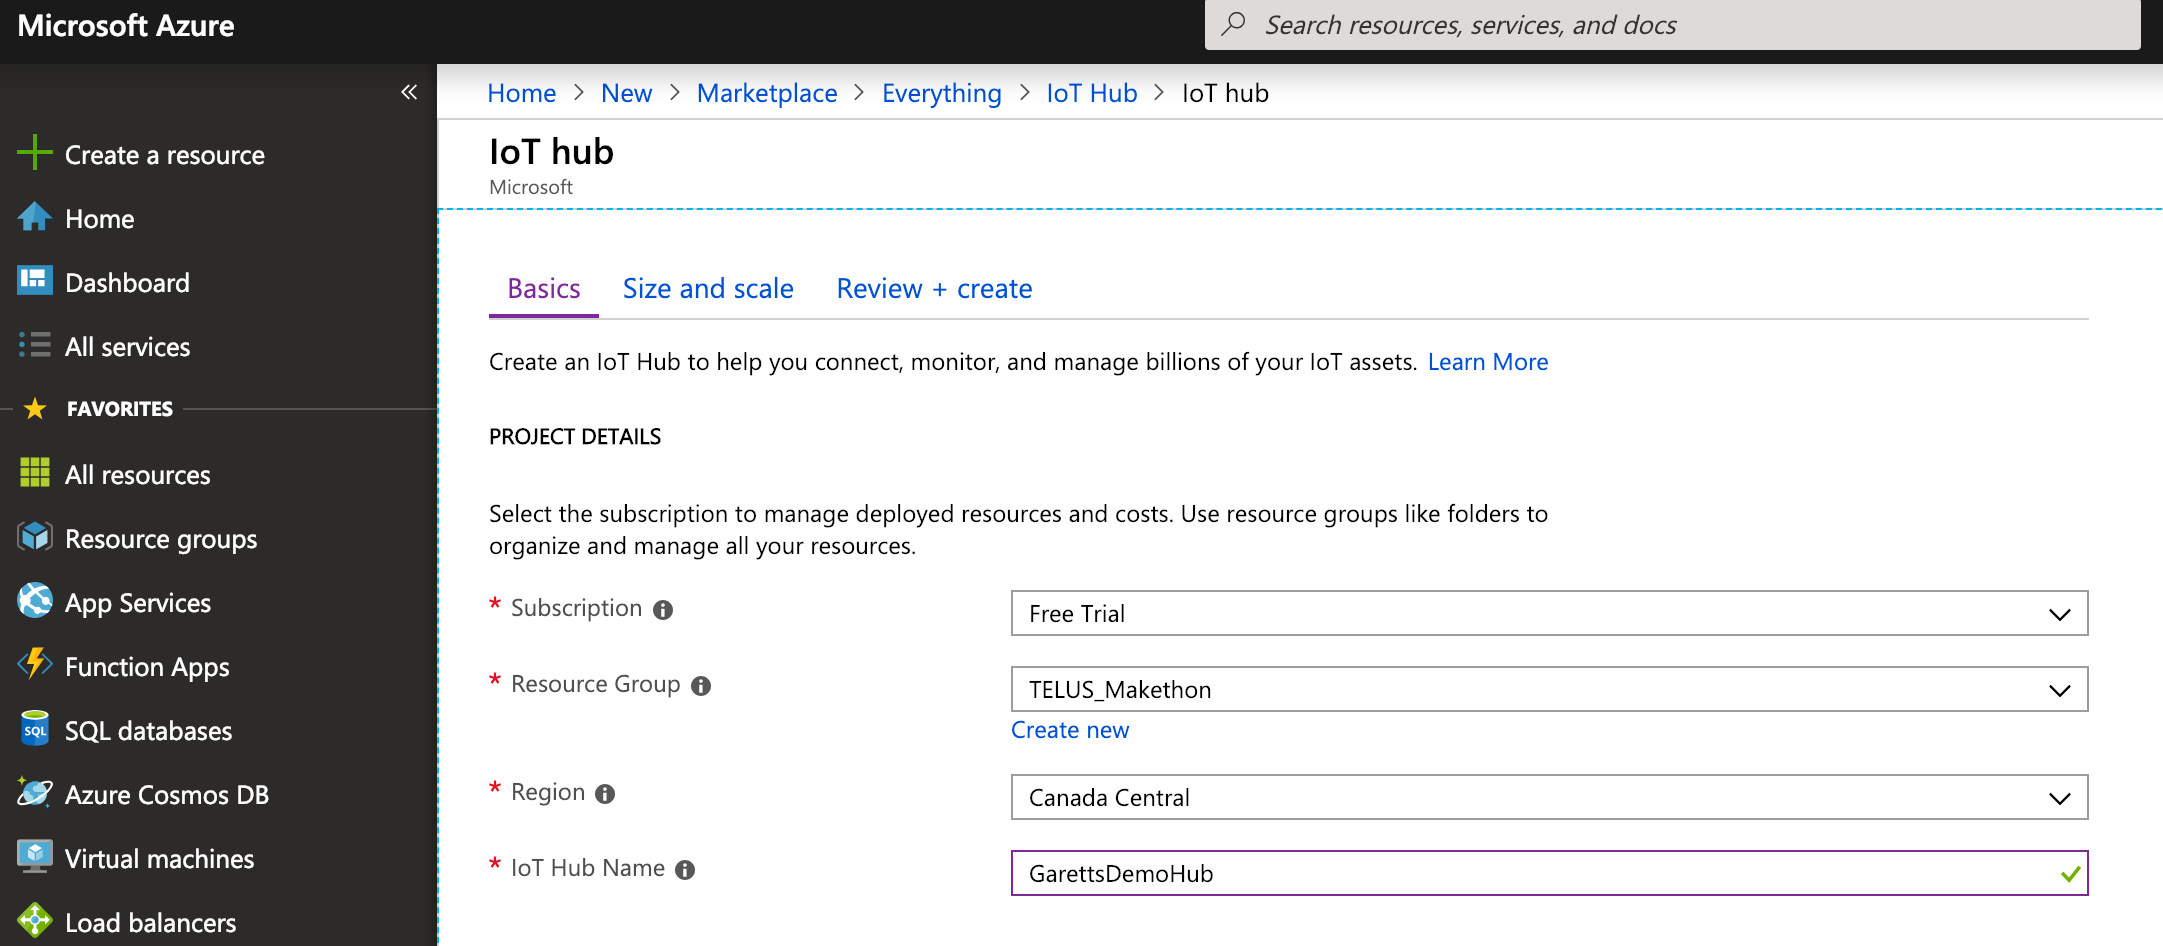 Microsoft Azure
Search resources, services, and docs
Create a resource
Home
Dashboard
All services
FAVORITES
All resources
Resource groups
App Services
Function Apps
SQL
SQL databases
Azure Cosmos DB
Virtual machines
Load balancers
Home > New > Marketplace > Everything > IoT Hub > IoT hub
IoT hub
Microsoft
Basics Size and scale Review + create
Create an IoT Hub to help you connect, monitor, and manage billions of your IoT assets. Learn More
PROJECT DETAILS
Select the subscription to manage deployed resources and costs. Use resource groups like folders to
organize and manage all your resources.
* Subscription
Free Trial
* Resource Group
TELUS_Makethon
Create new
* Region
Canada Central
* IoT Hub Name
GarettsDemoHub